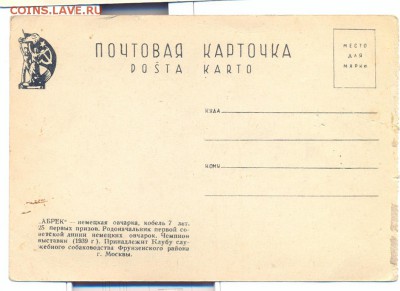 coins.lave.ru
ПОЧТОВАЯ КАРТОЧКА
POŜTA KARTO
МЕСТО
ДЛЯ
МАРКИ
КУДА
КОМУ
„АБРЕК“ — немецкая овчарка, кобель 7 лет.
25 первых призов. Родоначальник первой со-
ветской линии немецких овчарок. Чемпион
выставки (1939 г.). Принадлежит Клубу слу-
жебного собаководства Фрунзенского района
г. Москвы.